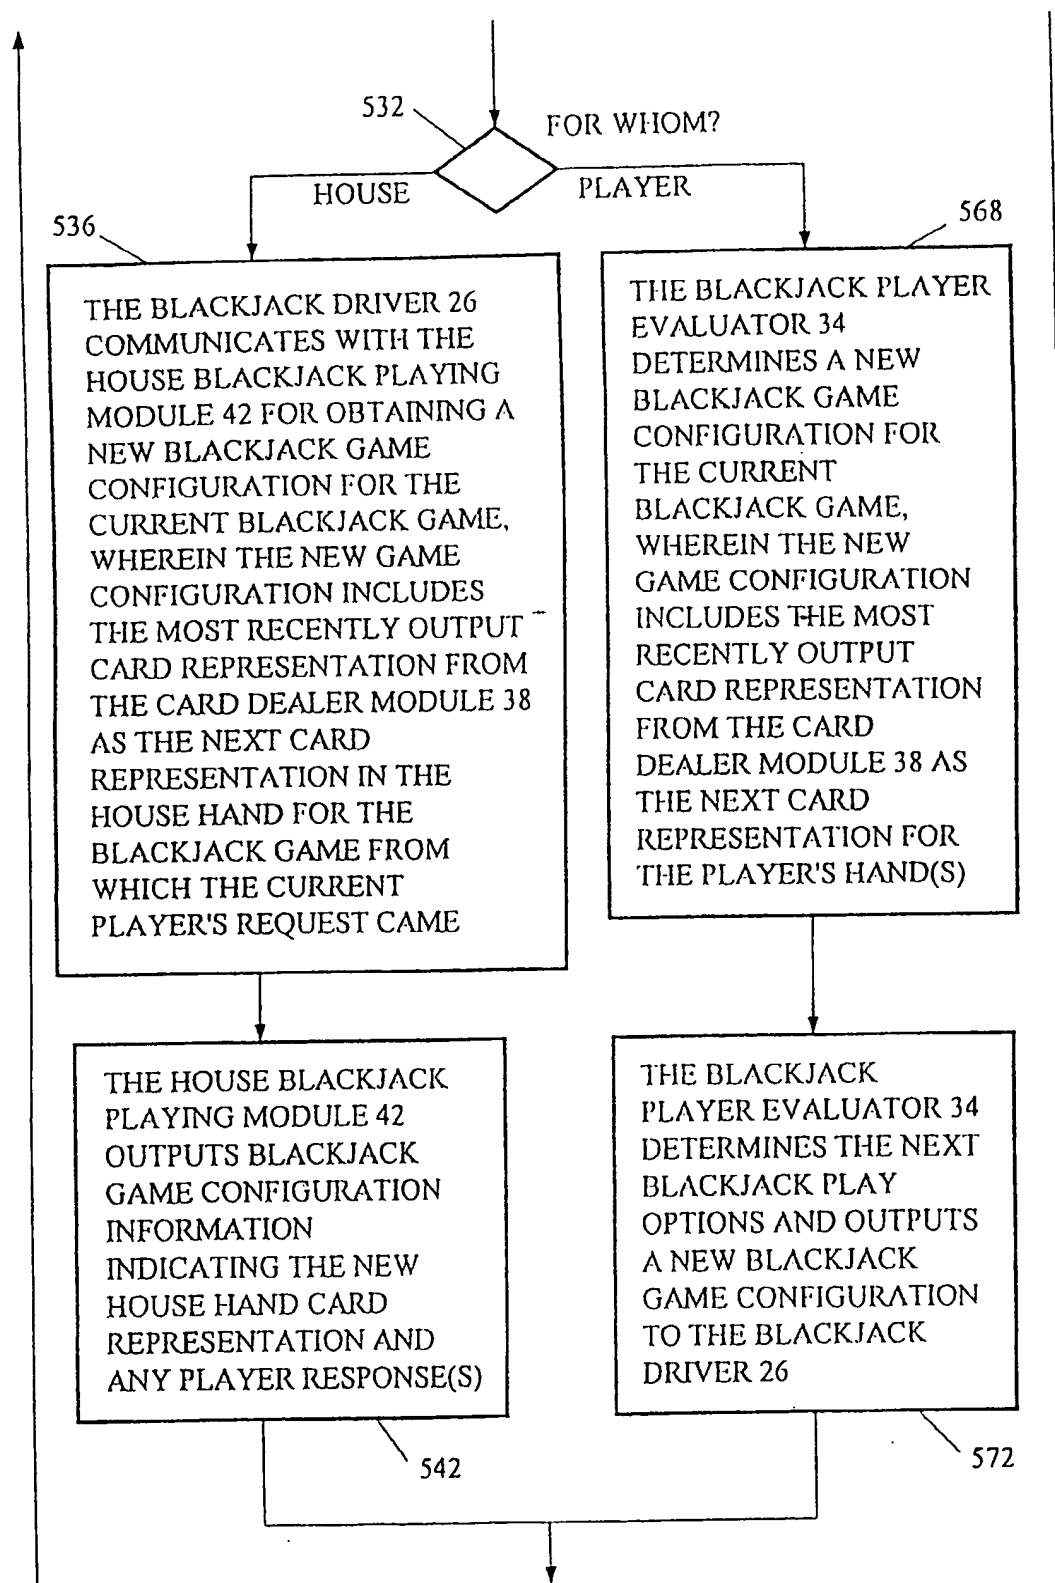 532
FOR WHOM?
HOUSE
PLAYER
536
THE BLACKJACK DRIVER 26
COMMUNICATES WITH THE
HOUSE BLACKJACK PLAYING
MODULE 42 FOR OBTAINING A
NEW BLACKJACK GAME
CONFIGURATION FOR THE
CURRENT BLACKJACK GAME,
WHEREIN THE NEW GAME
CONFIGURATION INCLUDES
THE MOST RECENTLY OUTPUT
CARD REPRESENTATION FROM
THE CARD DEALER MODULE 38
AS THE NEXT CARD
REPRESENTATION IN THE
HOUSE HAND FOR THE
BLACKJACK GAME FROM
WHICH THE CURRENT
PLAYER'S REQUEST CAME
568
THE BLACKJACK PLAYER
EVALUATOR 34
DETERMINES A NEW
BLACKJACK GAME
CONFIGURATION FOR
THE CURRENT
BLACKJACK GAME,
WHEREIN THE NEW
GAME CONFIGURATION
INCLUDES THE MOST
RECENTLY OUTPUT
CARD REPRESENTATION
FROM THE CARD
DEALER MODULE 38 AS
THE NEXT CARD
REPRESENTATION FOR
THE PLAYER'S HAND(S)
THE HOUSE BLACKJACK
PLAYING MODULE 42
OUTPUTS BLACKJACK
GAME CONFIGURATION
INFORMATION
INDICATING THE NEW
HOUSE HAND CARD
REPRESENTATION AND
ANY PLAYER RESPONSE(S)
542
THE BLACKJACK
PLAYER EVALUATOR 34
DETERMINES THE NEXT
BLACKJACK PLAY
OPTIONS AND OUTPUTS
A NEW BLACKJACK
GAME CONFIGURATION
TO THE BLACKJACK
DRIVER 26
572